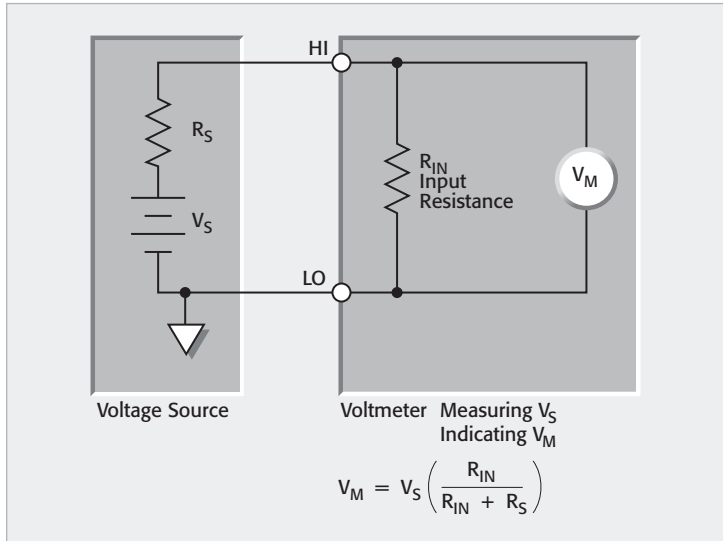 HI
R_S
R_IN
Input
Resistance
V_M
V_S
LO
Voltage Source
Voltmeter Measuring V_S
Indicating V_M
V_M = V_S ( R_IN / R_IN + R_S )